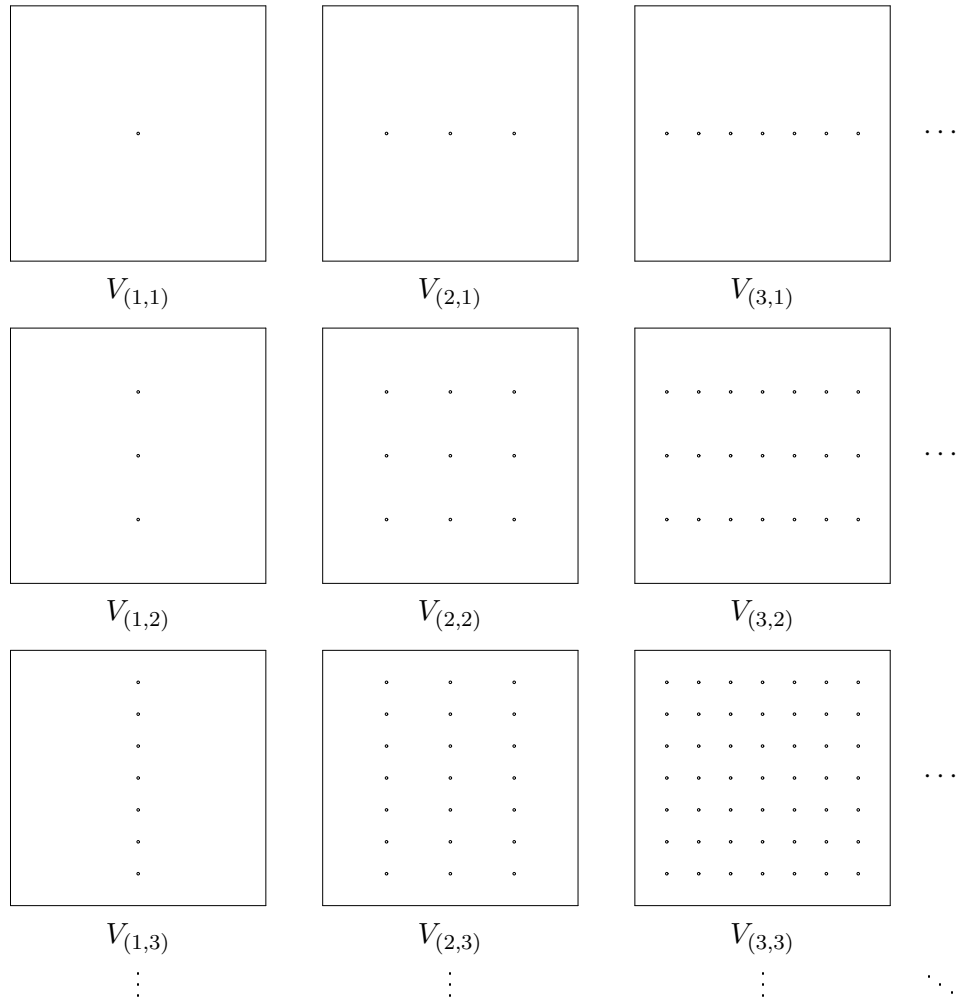 · · ·
V(1,1) V(2,1) V(3,1)
· · ·
V(1,2) V(2,2) V(3,2)
· · ·
V(1,3) V(2,3) V(3,3)
⋮ ⋮ ⋮ ⋱